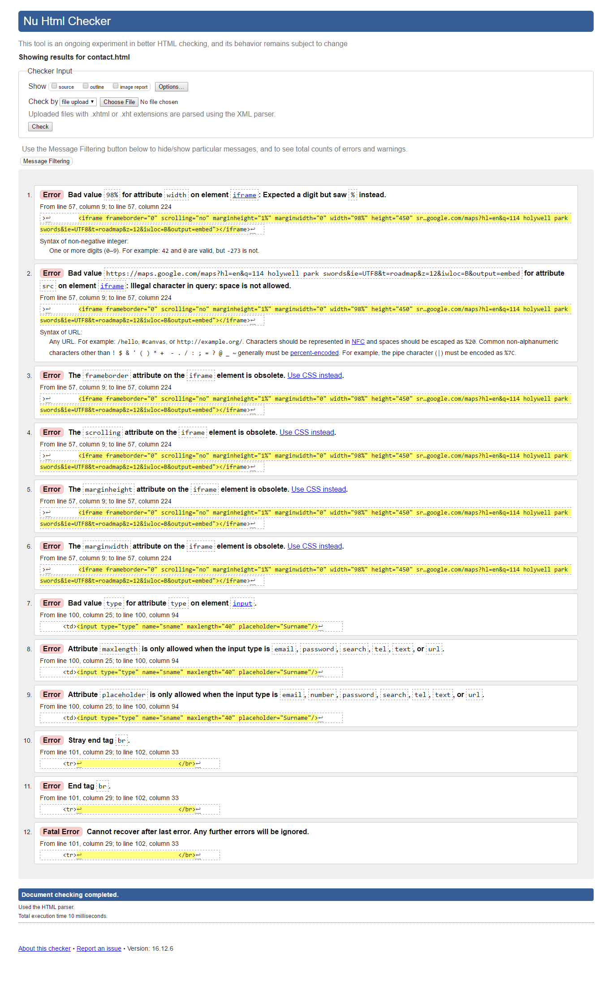 Nu Html Checker
This tool is an ongoing experiment in better HTML checking, and its behavior remains subject to change
Showing results for contact.html
Checker Input
Show source outline image report Options...
Check by file upload ▼ Choose File No file chosen
Uploaded files with .xhtml or .xht extensions are parsed using the XML parser.
Check
Use the Message Filtering button below to hide/show particular messages, and to see total counts of errors and warnings.
Message Filtering
1. Error Bad value 98% for attribute width on element iframe: Expected a digit but saw % instead.
From line 57, column 9; to line 57, column 224
>↩ <iframe frameborder="0" scrolling="no" marginheight="1%" marginwidth="0" width="98%" height="450" sr…google.com/maps?hl=en&q=114 holywell park
swords&ie=UTF8&t=roadmap&z=12&iwloc=B&output=embed"></iframe>↩
Syntax of non-negative integer:
One or more digits (0–9). For example: 42 and 0 are valid, but -273 is not.
2. Error Bad value https://maps.google.com/maps?hl=en&q=114 holywell park swords&ie=UTF8&t=roadmap&z=12&iwloc=B&output=embed for attribute
src on element iframe: Illegal character in query: space is not allowed.
From line 57, column 9; to line 57, column 224
>↩ <iframe frameborder="0" scrolling="no" marginheight="1%" marginwidth="0" width="98%" height="450" sr…google.com/maps?hl=en&q=114 holywell park
swords&ie=UTF8&t=roadmap&z=12&iwloc=B&output=embed"></iframe>↩
Syntax of URL:
Any URL. For example: /hello, #canvas, or http://example.org/. Characters should be represented in NFC and spaces should be escaped as %20. Common non-alphanumeric
characters other than ! $ & ' ( ) * + - . / : ; = ? @ _ ~ generally must be percent-encoded. For example, the pipe character (|) must be encoded as %7C.
3. Error The frameborder attribute on the iframe element is obsolete. Use CSS instead.
From line 57, column 9; to line 57, column 224
>↩ <iframe frameborder="0" scrolling="no" marginheight="1%" marginwidth="0" width="98%" height="450" sr…google.com/maps?hl=en&q=114 holywell park
swords&ie=UTF8&t=roadmap&z=12&iwloc=B&output=embed"></iframe>↩
4. Error The scrolling attribute on the iframe element is obsolete. Use CSS instead.
From line 57, column 9; to line 57, column 224
>↩ <iframe frameborder="0" scrolling="no" marginheight="1%" marginwidth="0" width="98%" height="450" sr…google.com/maps?hl=en&q=114 holywell park
swords&ie=UTF8&t=roadmap&z=12&iwloc=B&output=embed"></iframe>↩
5. Error The marginheight attribute on the iframe element is obsolete. Use CSS instead.
From line 57, column 9; to line 57, column 224
>↩ <iframe frameborder="0" scrolling="no" marginheight="1%" marginwidth="0" width="98%" height="450" sr…google.com/maps?hl=en&q=114 holywell park
swords&ie=UTF8&t=roadmap&z=12&iwloc=B&output=embed"></iframe>↩
6. Error The marginwidth attribute on the iframe element is obsolete. Use CSS instead.
From line 57, column 9; to line 57, column 224
>↩ <iframe frameborder="0" scrolling="no" marginheight="1%" marginwidth="0" width="98%" height="450" sr…google.com/maps?hl=en&q=114 holywell park
swords&ie=UTF8&t=roadmap&z=12&iwloc=B&output=embed"></iframe>↩
7. Error Bad value type for attribute type on element input.
From line 100, column 25; to line 100, column 94
<td><input type="type" name="sname" maxlength="40" placeholder="Surname"/>↩
8. Error Attribute maxlength is only allowed when the input type is email, password, search, tel, text, or url.
From line 100, column 25; to line 100, column 94
<td><input type="type" name="sname" maxlength="40" placeholder="Surname"/>↩
9. Error Attribute placeholder is only allowed when the input type is email, number, password, search, tel, text, or url.
From line 100, column 25; to line 100, column 94
<td><input type="type" name="sname" maxlength="40" placeholder="Surname"/>↩
10. Error Stray end tag br.
From line 101, column 29; to line 102, column 33
<tr>↩ </br>↩
11. Error End tag br.
From line 101, column 29; to line 102, column 33
<tr>↩ </br>↩
12. Fatal Error Cannot recover after last error. Any further errors will be ignored.
From line 101, column 29; to line 102, column 33
<tr>↩ </br>↩
Document checking completed.
Used the HTML parser.
Total execution time 10 milliseconds.
About this checker • Report an issue • Version: 16.12.6